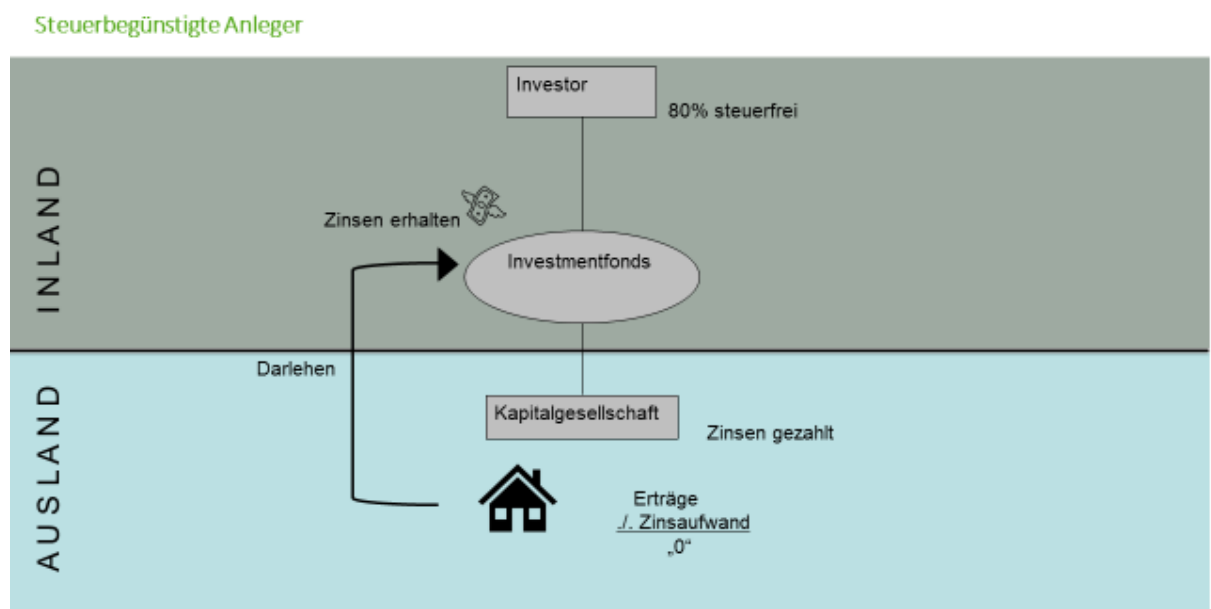 Steuerbegünstigte Anleger
INLAND
Investor
80% steuerfrei
Zinsen erhalten
Investmentfonds
AUSLAND
Darlehen
Kapitalgesellschaft
Zinsen gezahlt
Erträge
./. Zinsaufwand
„0“